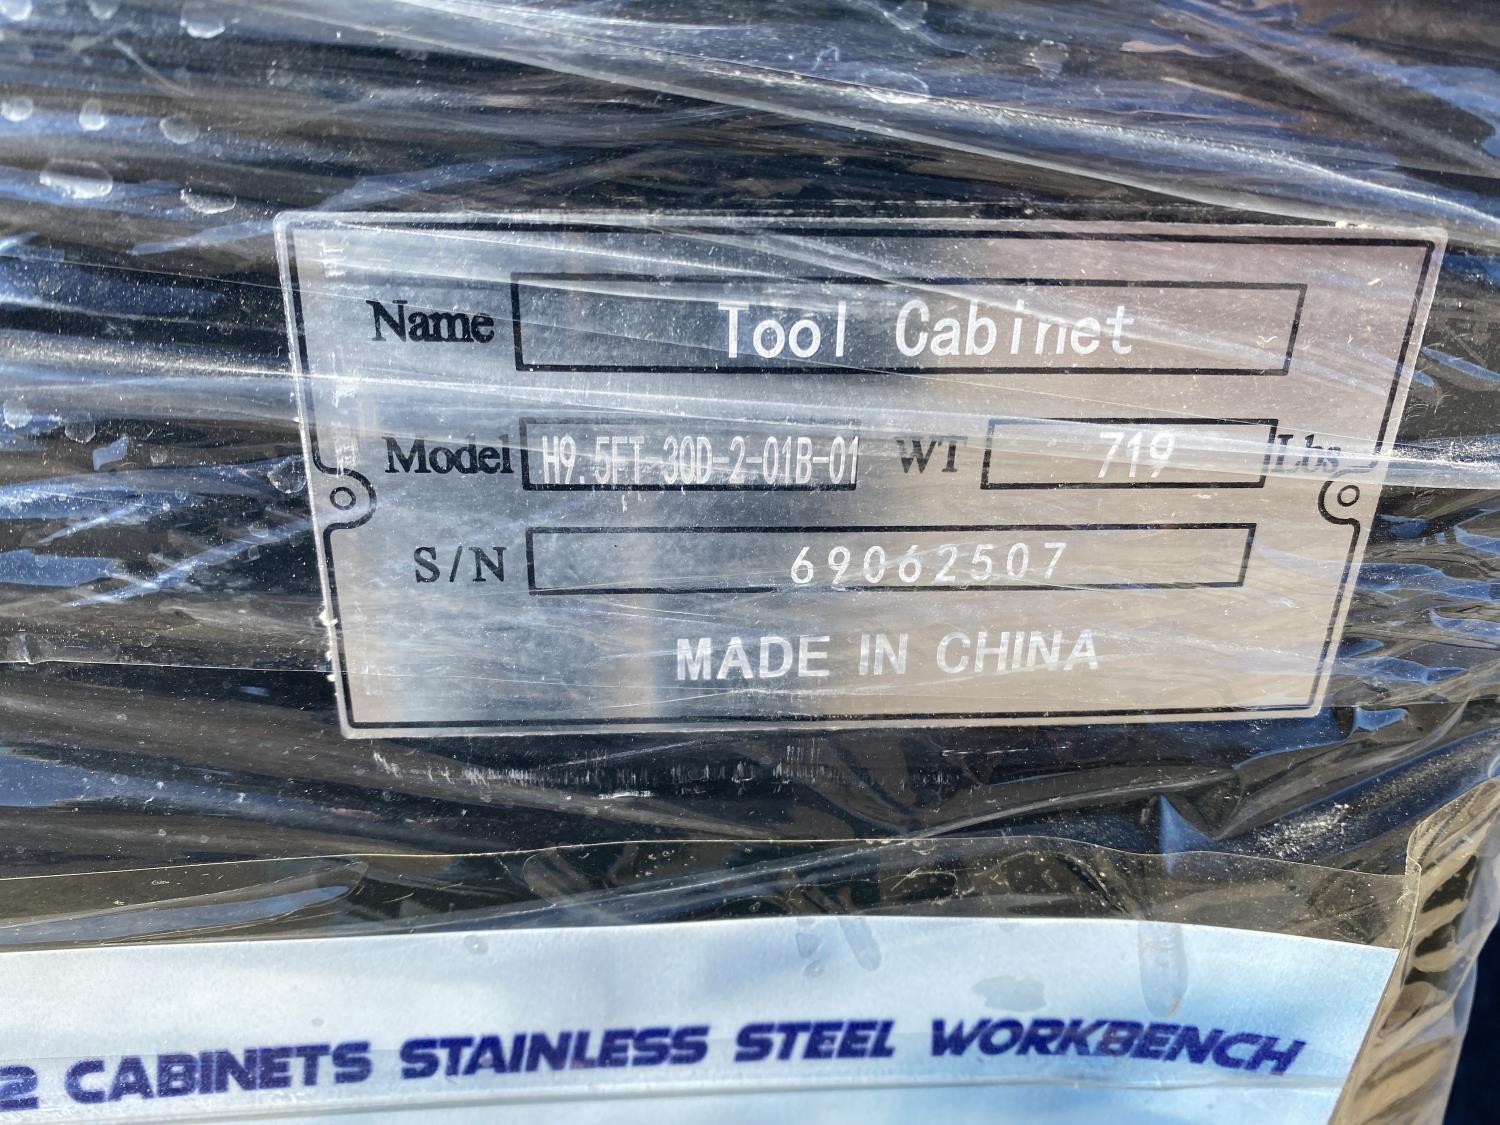 Name Tool Cabinet
Model H9.5FT-30D-2-01B-01 WT 719 Lbs
S/N 69062507
MADE IN CHINA
2 CABINETS STAINLESS STEEL WORKBENCH